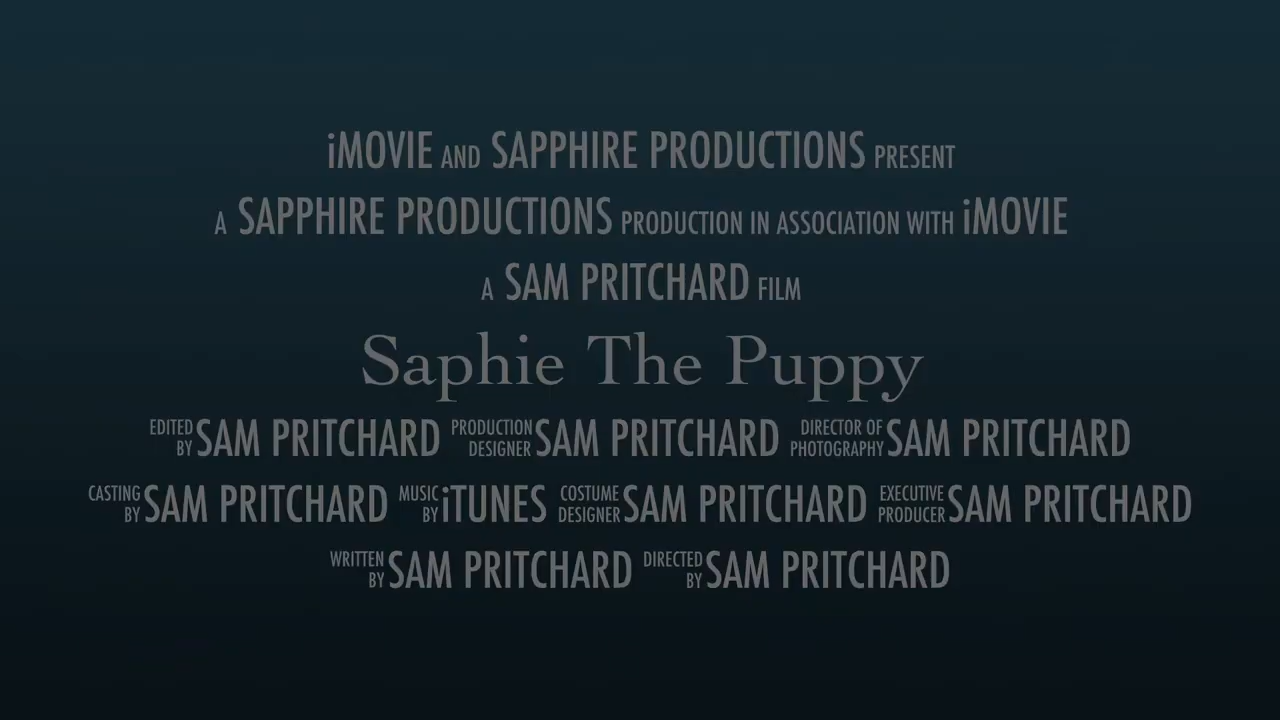 iMOVIE AND SAPPHIRE PRODUCTIONS PRESENT
A SAPPHIRE PRODUCTIONS PRODUCTION IN ASSOCIATION WITH iMOVIE
A SAM PRITCHARD FILM
Saphie The Puppy
EDITED BY SAM PRITCHARD PRODUCTION DESIGNER SAM PRITCHARD DIRECTOR OF PHOTOGRAPHY SAM PRITCHARD
CASTING BY SAM PRITCHARD MUSIC BY iTUNES COSTUME DESIGNER SAM PRITCHARD EXECUTIVE PRODUCER SAM PRITCHARD
WRITTEN BY SAM PRITCHARD DIRECTED BY SAM PRITCHARD